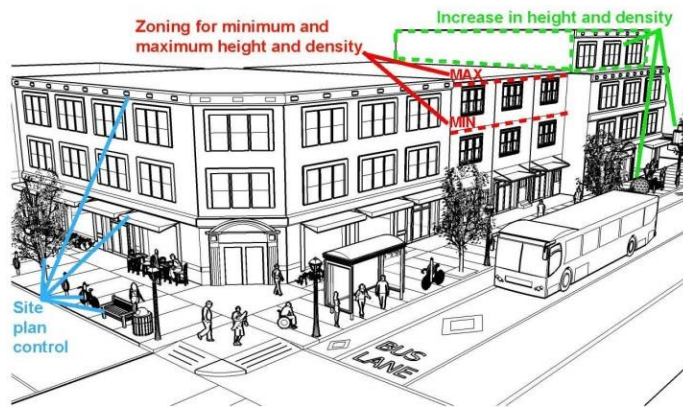 Zoning for minimum and
maximum height and density
Increase in height and density
MAX
MIN
Site
plan
control
BUS
LANE